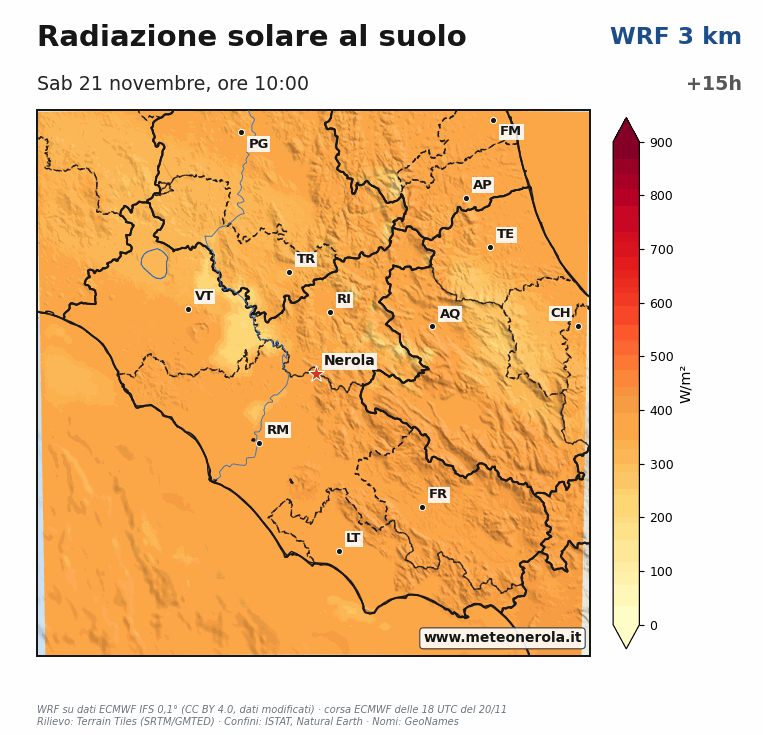 Radiazione solare al suolo
WRF 3 km
Sab 21 novembre, ore 10:00
+15h
FM
PG
AP
TE
TR
VT
RI
AQ
CH
Nerola
RM
FR
LT
www.meteonerola.it
900
800
700
600
500
400
300
200
100
0
W/m²
WRF su dati ECMWF IFS 0,1° (CC BY 4.0, dati modificati) · corsa ECMWF delle 18 UTC del 20/11
Rilievo: Terrain Tiles (SRTM/GMTED) · Confini: ISTAT, Natural Earth · Nomi: GeoNames